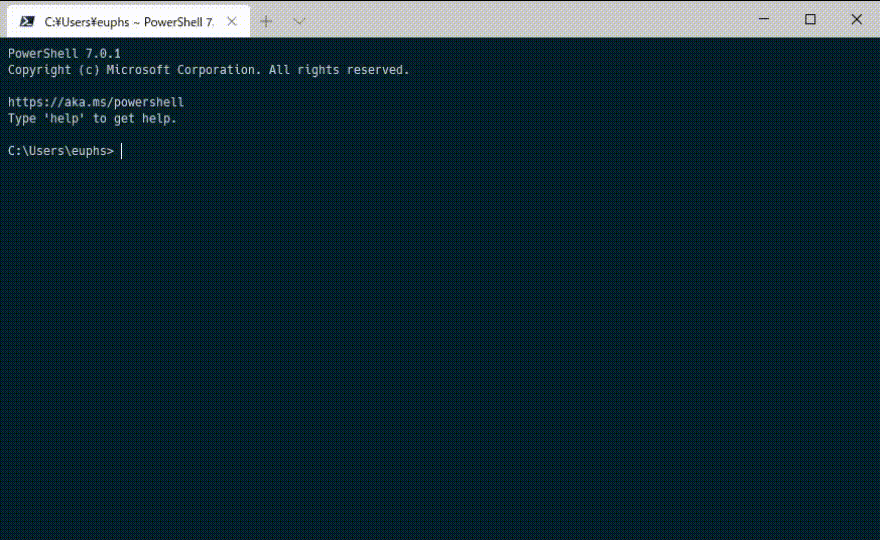 C:¥Users¥euphs ~ PowerShell 7.
PowerShell 7.0.1
Copyright (c) Microsoft Corporation. All rights reserved.
https://aka.ms/powershell
Type 'help' to get help.
C:\Users\euphs>